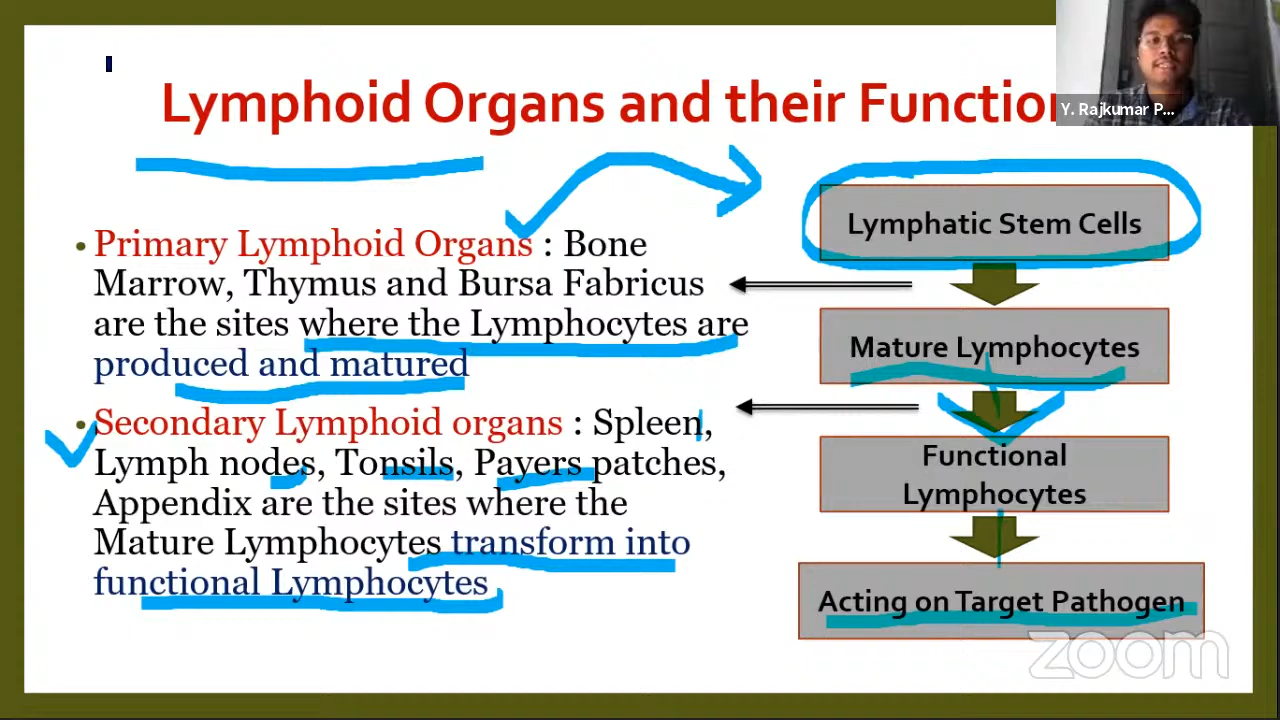 Lymphoid Organs and their Function
Y. Rajkumar P...
• Primary Lymphoid Organs : Bone
Marrow, Thymus and Bursa Fabricus
are the sites where the Lymphocytes are
produced and matured
• Secondary Lymphoid organs : Spleen,
Lymph nodes, Tonsils, Payers patches,
Appendix are the sites where the
Mature Lymphocytes transform into
functional Lymphocytes
Lymphatic Stem Cells
Mature Lymphocytes
Functional
Lymphocytes
Acting on Target Pathogen
zoom